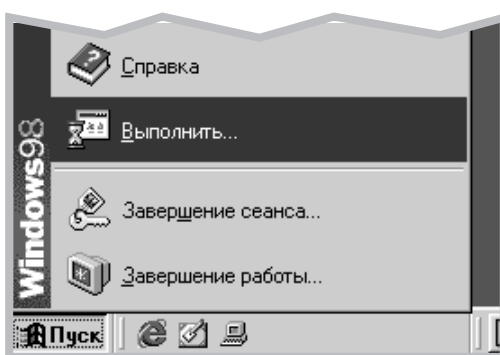 Справка
Выполнить...
Завершение сеанса...
Завершение работы...
Windows98
Пуск